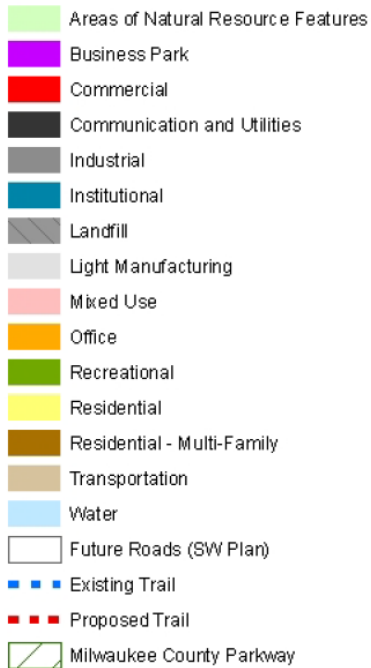 Areas of Natural Resource Features
Business Park
Commercial
Communication and Utilities
Industrial
Institutional
Landfill
Light Manufacturing
Mixed Use
Office
Recreational
Residential
Residential - Multi-Family
Transportation
Water
Future Roads (SW Plan)
Existing Trail
Proposed Trail
Milwaukee County Parkway